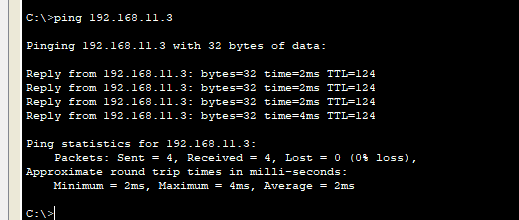 C:\>ping 192.168.11.3
Pinging 192.168.11.3 with 32 bytes of data:
Reply from 192.168.11.3: bytes=32 time=2ms TTL=124
Reply from 192.168.11.3: bytes=32 time=2ms TTL=124
Reply from 192.168.11.3: bytes=32 time=2ms TTL=124
Reply from 192.168.11.3: bytes=32 time=4ms TTL=124
Ping statistics for 192.168.11.3:
    Packets: Sent = 4, Received = 4, Lost = 0 (0% loss),
Approximate round trip times in milli-seconds:
    Minimum = 2ms, Maximum = 4ms, Average = 2ms
C:\>